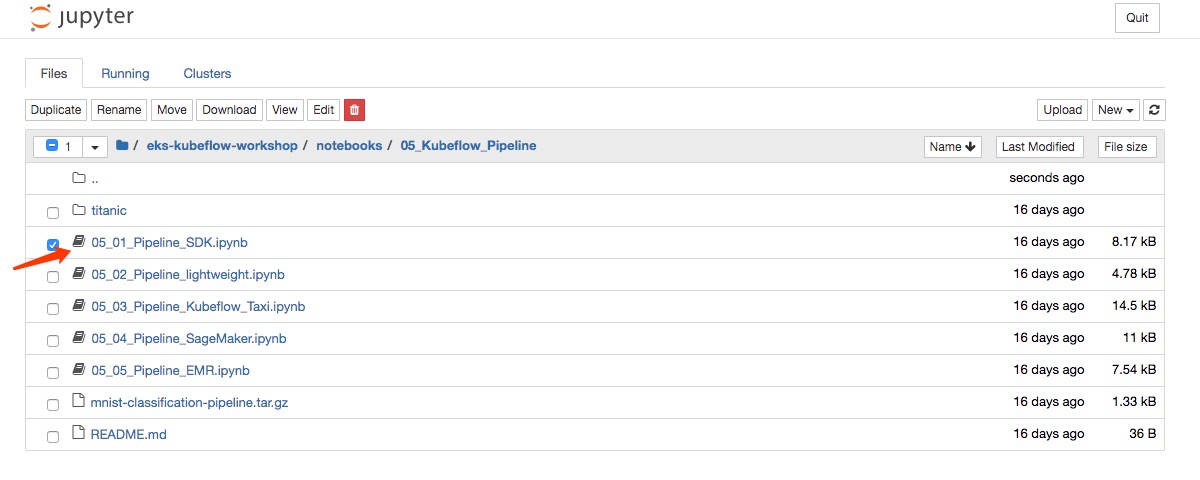 jupyter Quit
Files Running Clusters
Duplicate Rename Move Download View Edit Upload New
1 / eks-kubeflow-workshop / notebooks / 05_Kubeflow_Pipeline Name Last Modified File size
.. seconds ago
titanic 16 days ago
05_01_Pipeline_SDK.ipynb 16 days ago 8.17 kB
05_02_Pipeline_lightweight.ipynb 16 days ago 4.78 kB
05_03_Pipeline_Kubeflow_Taxi.ipynb 16 days ago 14.5 kB
05_04_Pipeline_SageMaker.ipynb 16 days ago 11 kB
05_05_Pipeline_EMR.ipynb 16 days ago 7.54 kB
mnist-classification-pipeline.tar.gz 16 days ago 1.33 kB
README.md 16 days ago 36 B